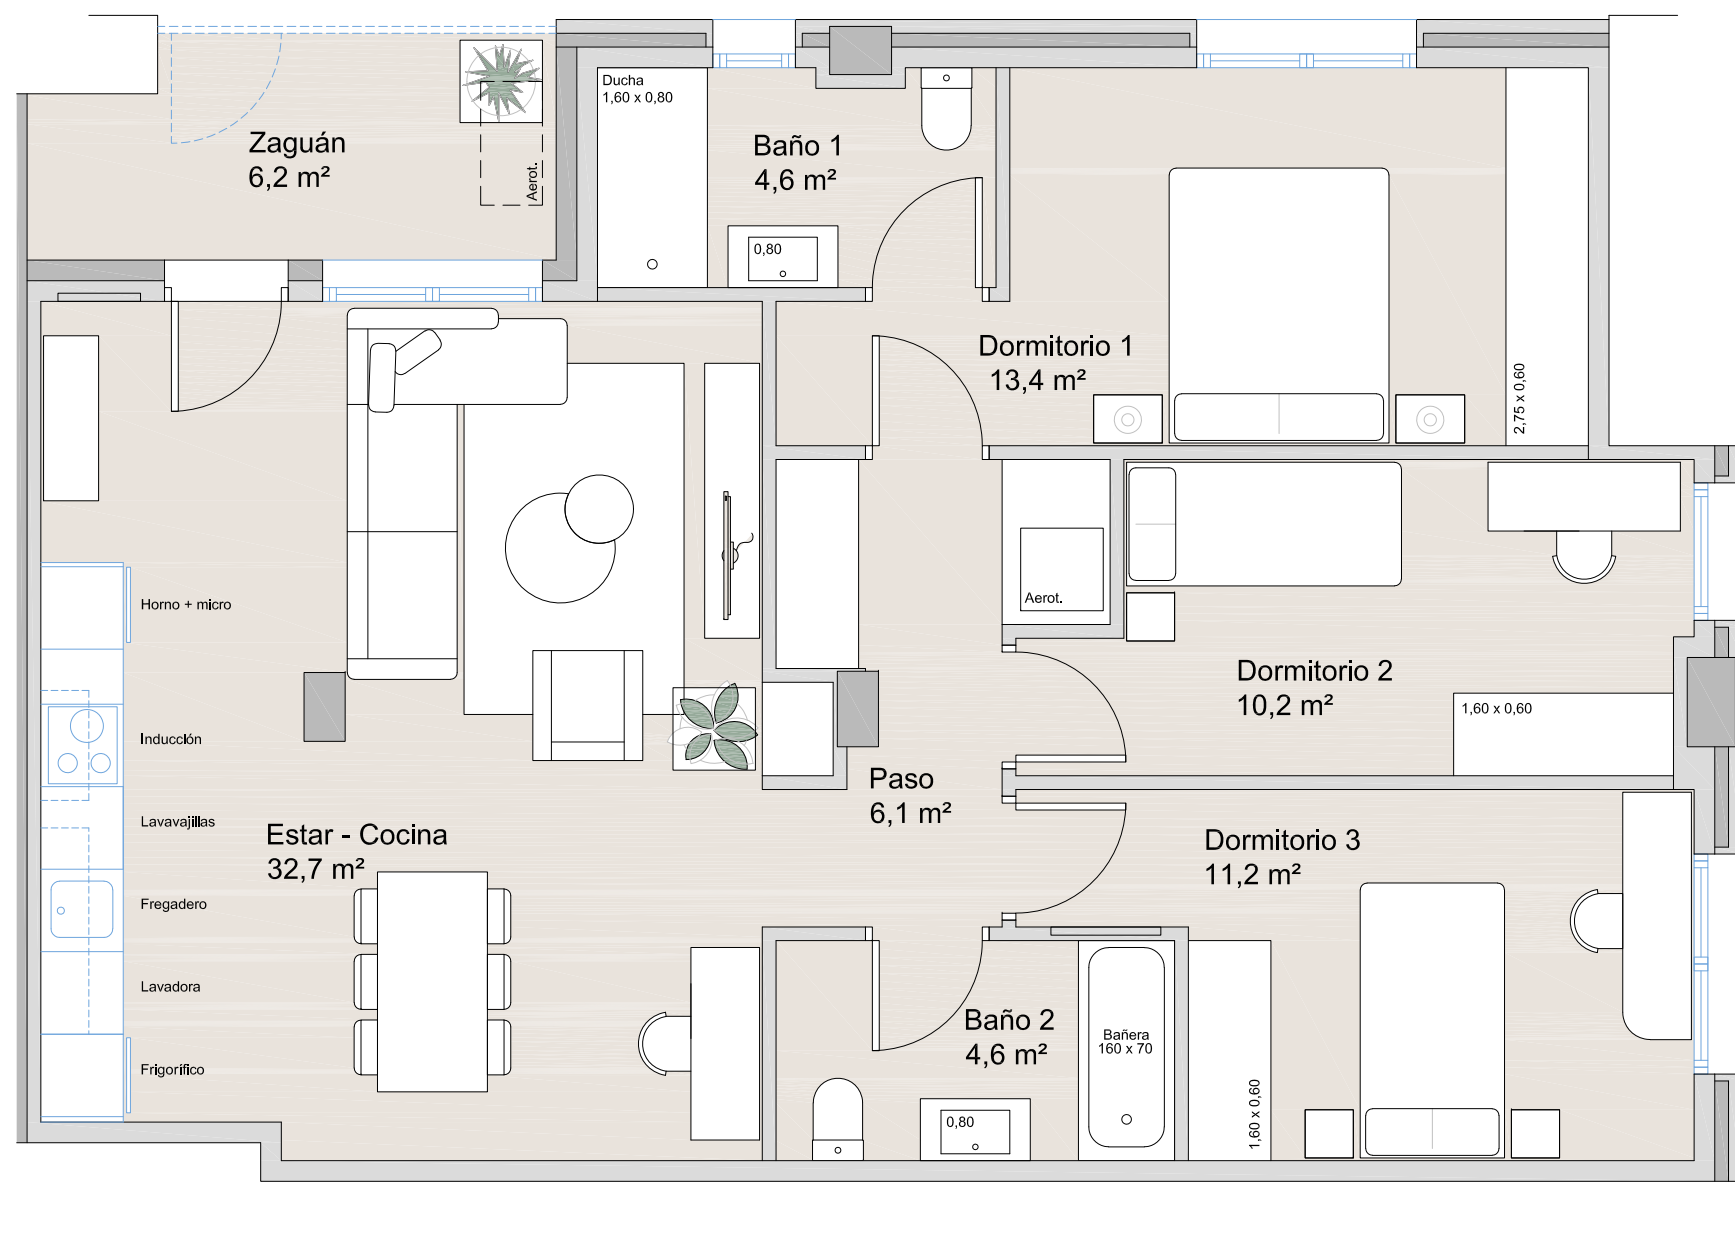 Ducha
1,60 x 0,80
Zaguán
6,2 m²
Aerot.
Baño 1
4,6 m²
0,80
Dormitorio 1
13,4 m²
2,75 x 0,60
Horno + micro
Aerot.
Dormitorio 2
10,2 m²
1,60 x 0,60
Inducción
Paso
6,1 m²
Lavavajillas
Estar - Cocina
32,7 m²
Dormitorio 3
11,2 m²
Fregadero
Lavadora
Baño 2
4,6 m²
Bañera
160 x 70
Frigorífico
0,80
1,60 x 0,60